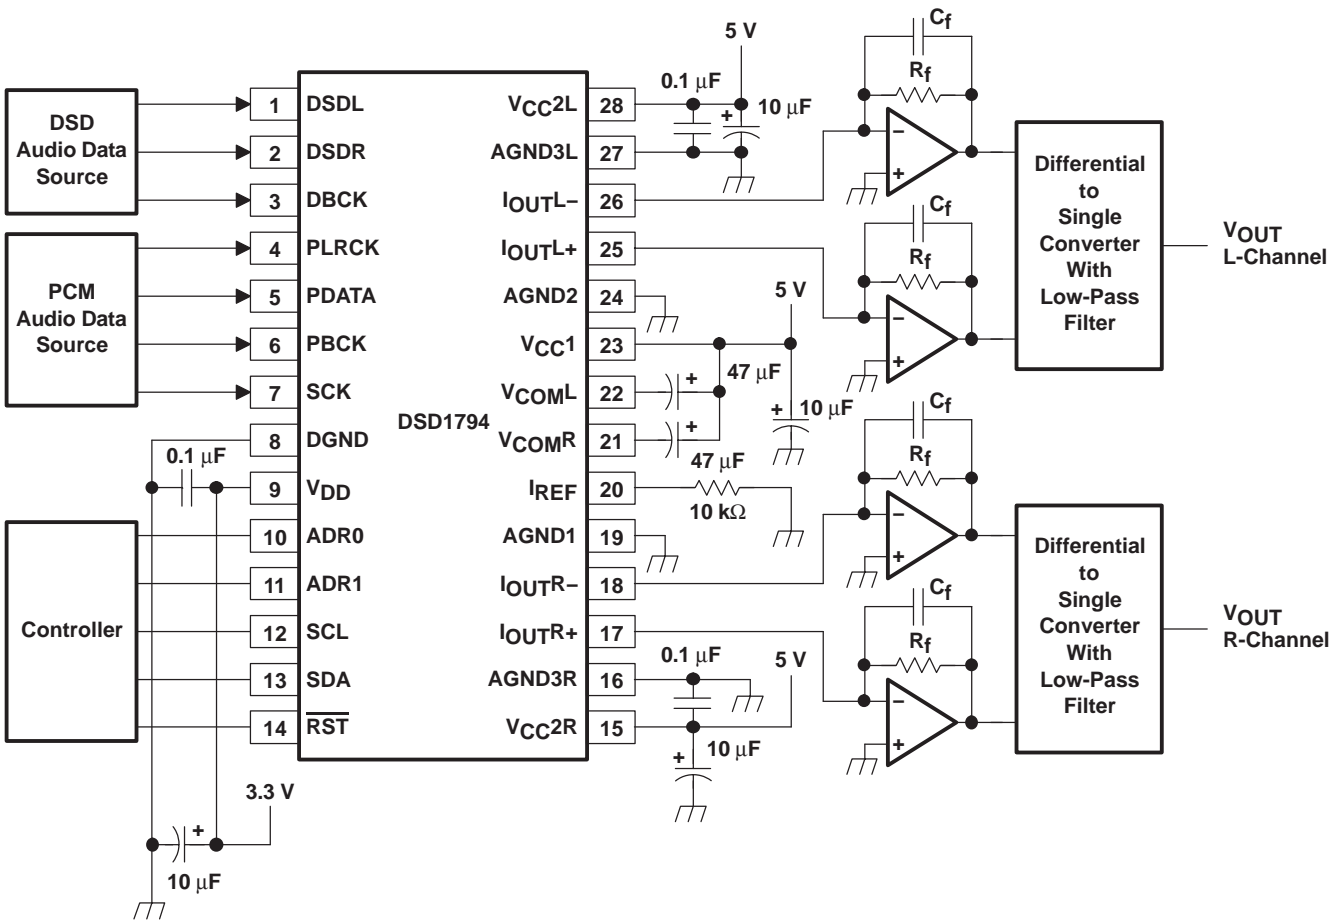 DSD
Audio Data
Source
PCM
Audio Data
Source
Controller
1
2
3
4
5
6
7
8
9
10
11
12
13
14
DSDL
DSDR
DBCK
PLRCK
PDATA
PBCK
SCK
DGND
VDD
ADR0
ADR1
SCL
SDA
RST
DSD1794
VCC2L
AGND3L
IOUTL–
IOUTL+
AGND2
VCC1
VCOML
VCOMR
IREF
AGND1
IOUTR–
IOUTR+
AGND3R
VCC2R
28
27
26
25
24
23
22
21
20
19
18
17
16
15
0.1 μF
3.3 V
+
10 μF
5 V
0.1 μF
+
10 μF
5 V
47 μF
+
+
+
10 μF
47 μF
10 kΩ
0.1 μF
5 V
10 μF
+
Cf
Rf
–
+
Cf
Rf
–
+
Cf
Rf
–
+
Cf
Rf
–
+
Differential
to
Single
Converter
With
Low-Pass
Filter
VOUT
L-Channel
Differential
to
Single
Converter
With
Low-Pass
Filter
VOUT
R-Channel